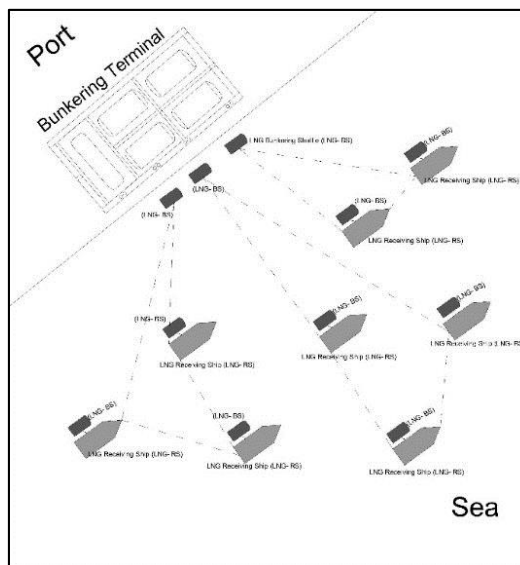 Port
Bunkering Terminal
LNG Bunkering Shuttle (LNG- BS)
(LNG- BS)
(LNG- BS)
(LNG- BS)
LNG Receiving Ship (LNG- RS)
(LNG- BS)
LNG Receiving Ship (LNG- RS)
(LNG- BS)
LNG Receiving Ship (LNG- RS)
(LNG- BS)
LNG Receiving Ship (LNG- RS)
(LNG- BS)
LNG Receiving Ship (LNG- RS)
(LNG- BS)
LNG Receiving Ship (LNG- RS)
(LNG- BS)
LNG Receiving Ship (LNG- RS)
(LNG- BS)
LNG Receiving Ship (LNG- RS)
Sea